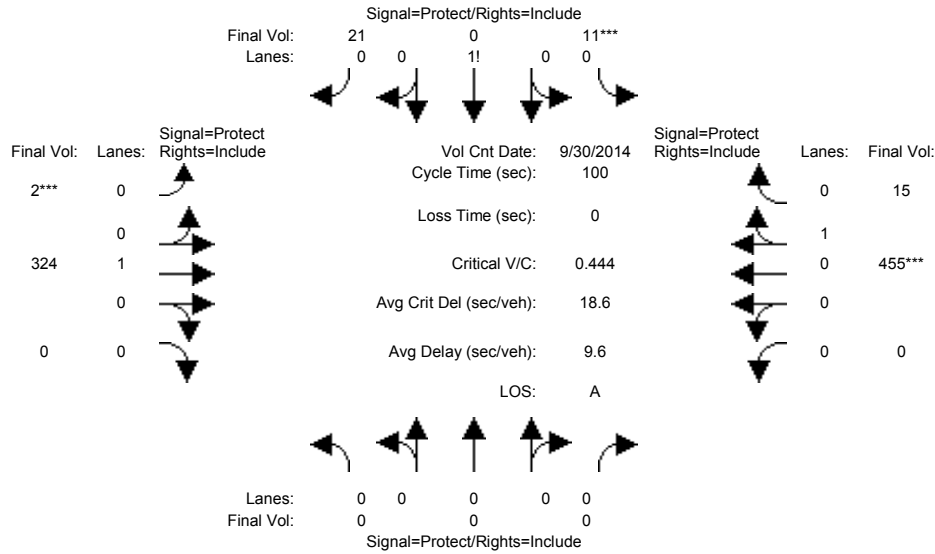 Signal=Protect/Rights=Include
Final Vol: 21 0 11***
Lanes: 0 0 1! 0 0
Signal=Protect Signal=Protect
Final Vol: Lanes: Rights=Include Vol Cnt Date: 9/30/2014 Rights=Include Lanes: Final Vol:
Cycle Time (sec): 100
2*** 0 0 15
Loss Time (sec): 0
0 1
324 1 Critical V/C: 0.444 0 455***
0 Avg Crit Del (sec/veh): 18.6 0
0 0 Avg Delay (sec/veh): 9.6 0 0
LOS: A
Lanes: 0 0 0 0 0
Final Vol: 0 0 0
Signal=Protect/Rights=Include